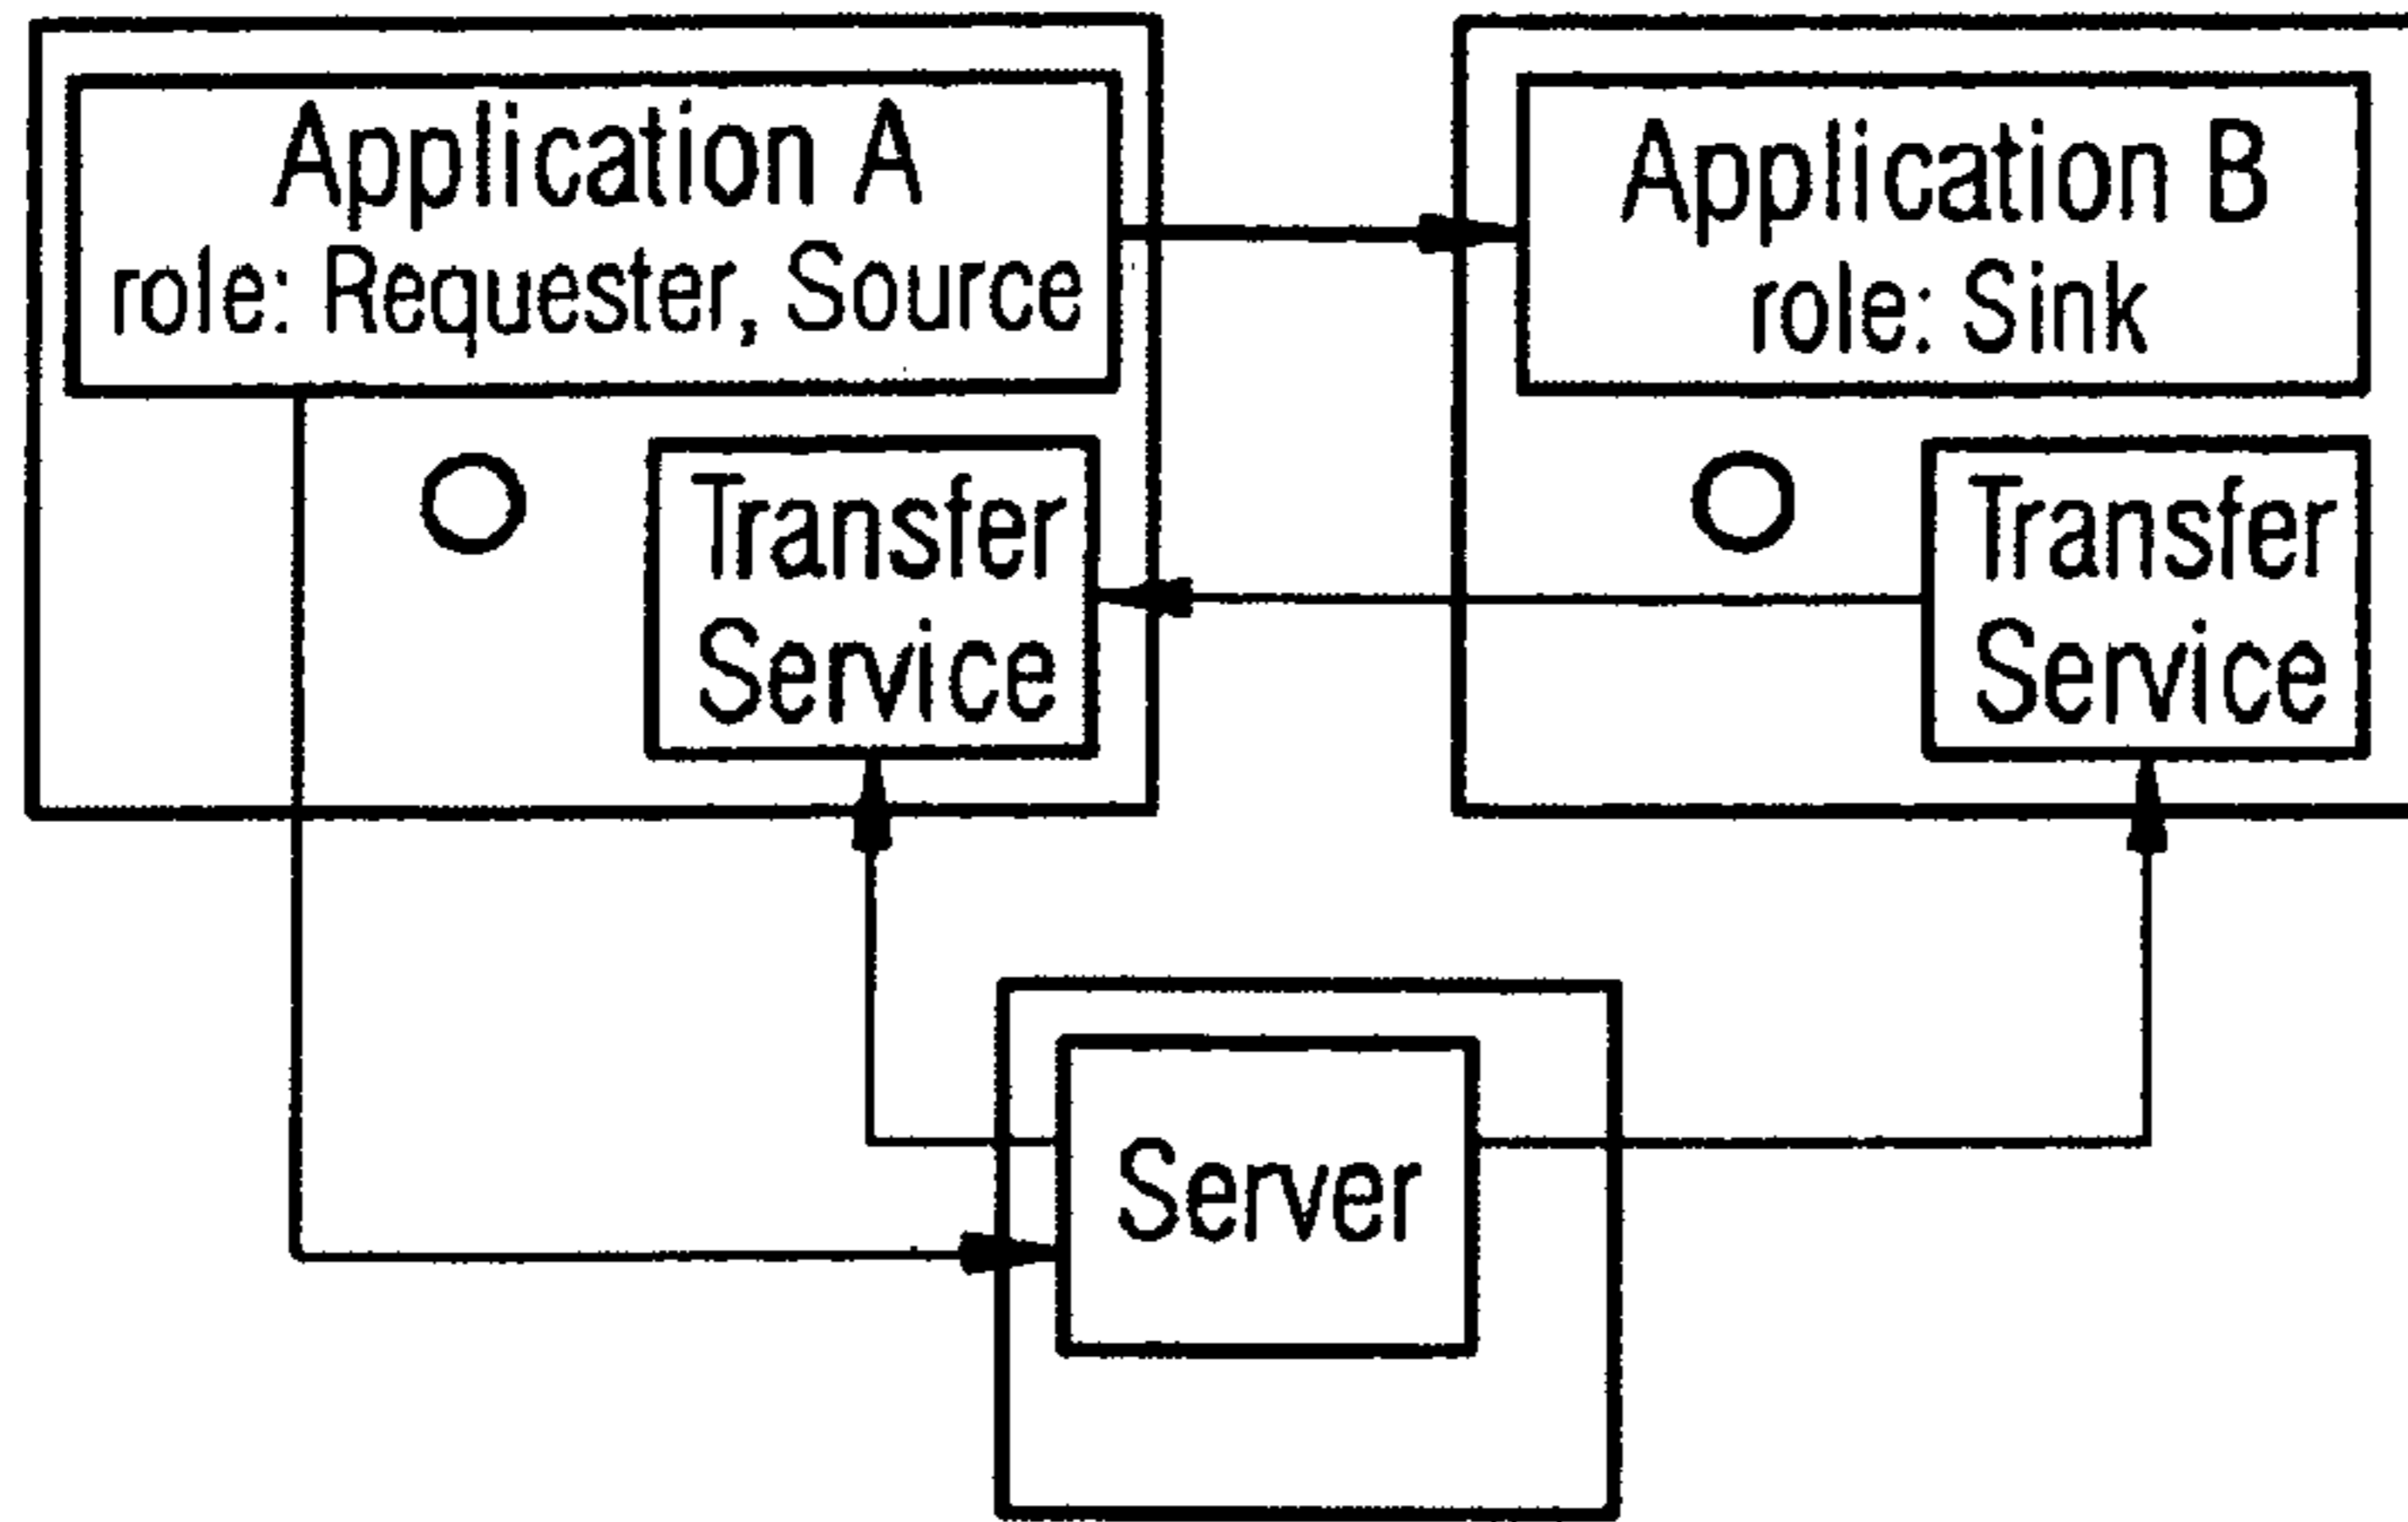 Application A
role: Requester, Source
Application B
role: Sink
Transfer
Service
Transfer
Service
Server